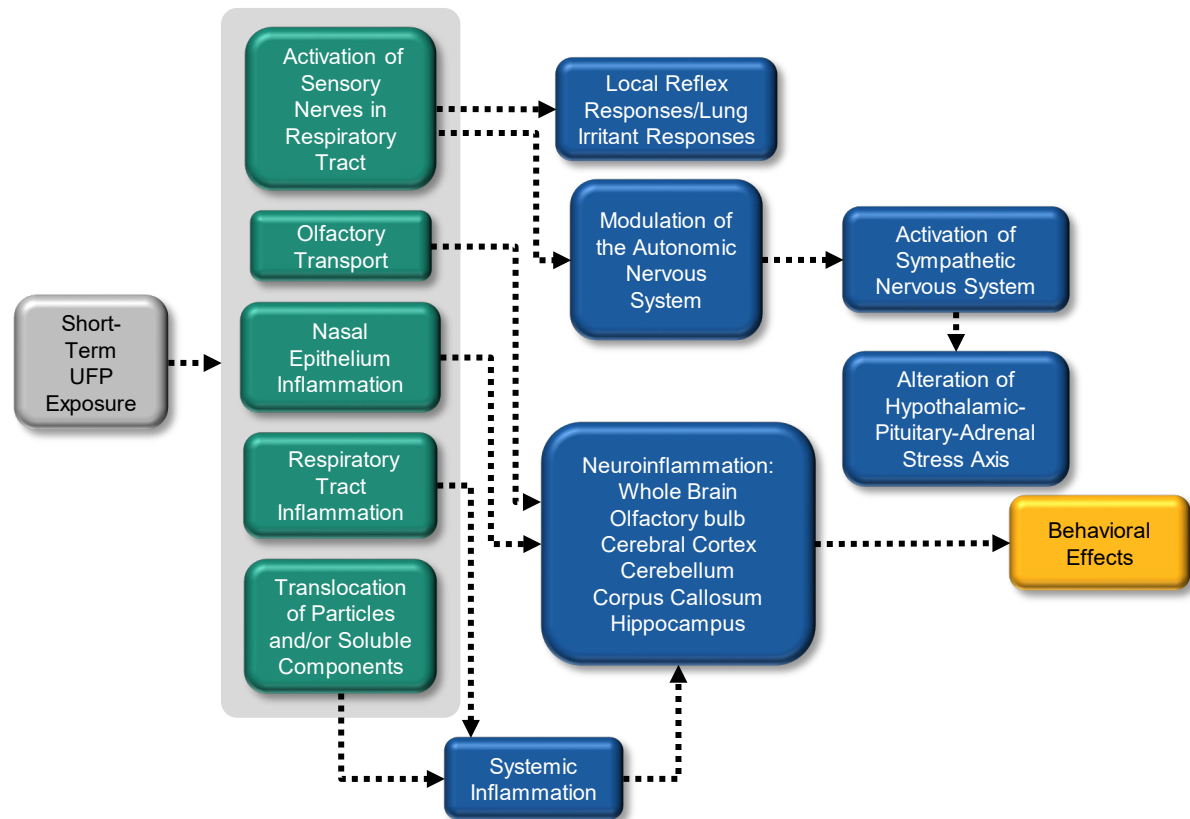 Short-
Term
UFP
Exposure
Activation of
Sensory
Nerves in
Respiratory
Tract
Olfactory
Transport
Nasal
Epithelium
Inflammation
Respiratory
Tract
Inflammation
Translocation
of Particles
and/or Soluble
Components
Local Reflex
Responses/Lung
Irritant Responses
Modulation of
the Autonomic
Nervous
System
Activation of
Sympathetic
Nervous System
Alteration of
Hypothalamic-
Pituitary-Adrenal
Stress Axis
Neuroinflammation:
Whole Brain
Olfactory bulb
Cerebral Cortex
Cerebellum
Corpus Callosum
Hippocampus
Systemic
Inflammation
Behavioral
Effects